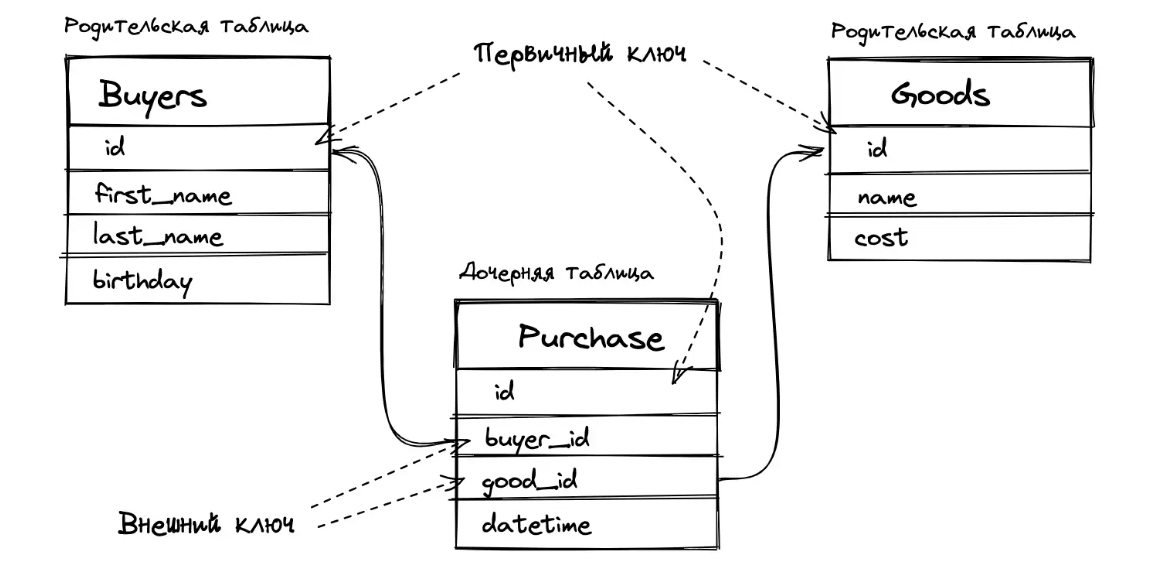 Родительская таблица
Buyers
id
first_name
last_name
birthday
Первичный ключ
Родительская таблица
Goods
id
name
cost
Дочерняя таблица
Purchase
id
buyer_id
good_id
datetime
Внешний ключ